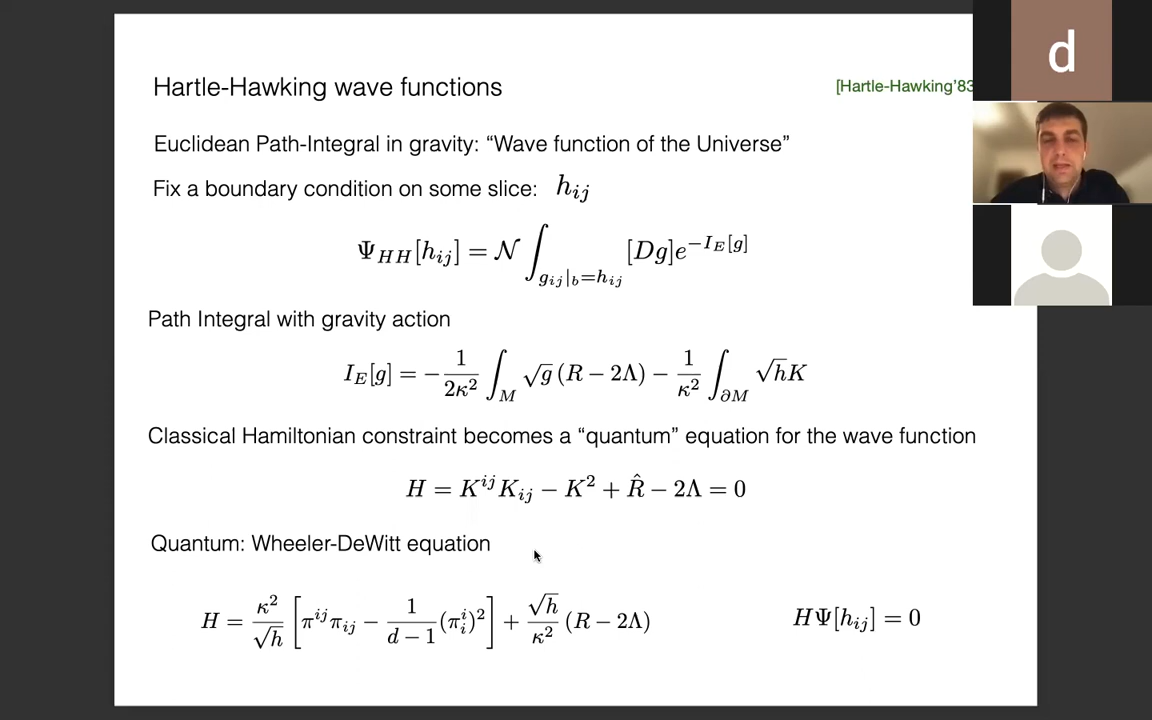 Hartle-Hawking wave functions
[Hartle-Hawking'83
Euclidean Path-Integral in gravity: “Wave function of the Universe”
Fix a boundary condition on some slice: h_{ij}
Ψ_{HH}[h_{ij}] = 𝒩 ∫_{g_{ij}|_b=h_{ij}} [Dg]e^{-I_E[g]}
Path Integral with gravity action
I_E[g] = -\frac{1}{2κ^2} ∫_M √g (R - 2Λ) - \frac{1}{κ^2} ∫_{∂M} √h K
Classical Hamiltonian constraint becomes a “quantum” equation for the wave function
H = K^{ij}K_{ij} - K^2 + \hat{R} - 2Λ = 0
Quantum: Wheeler-DeWitt equation
H = \frac{κ^2}{√h} [π^{ij}π_{ij} - \frac{1}{d-1}(π^i_i)^2] + \frac{√h}{κ^2} (R - 2Λ)
HΨ[h_{ij}] = 0
d